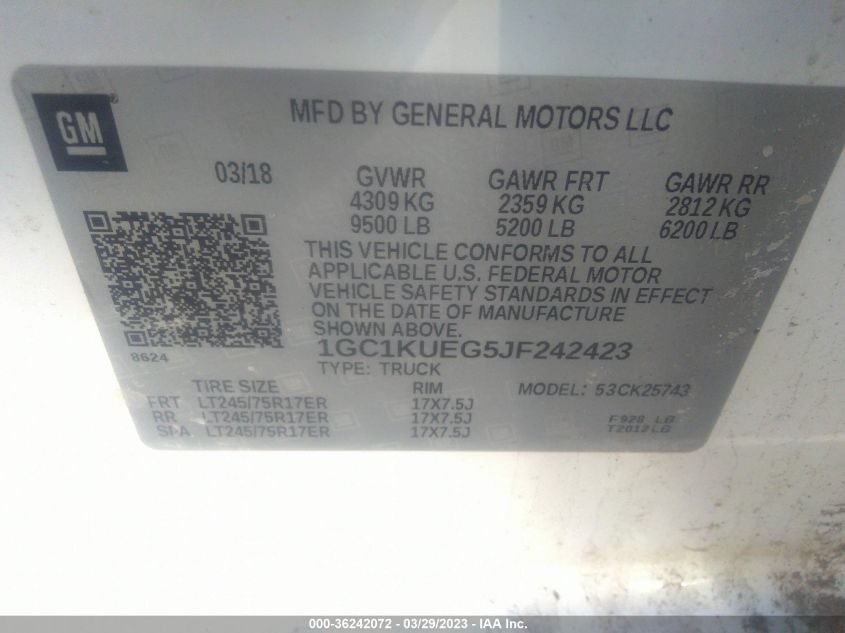 GM
MFD BY GENERAL MOTORS LLC
03/18 GVWR GAWR FRT GAWR RR
4309 KG 2359 KG 2812 KG
9500 LB 5200 LB 6200 LB
THIS VEHICLE CONFORMS TO ALL
APPLICABLE U.S. FEDERAL MOTOR
VEHICLE SAFETY STANDARDS IN EFFECT
ON THE DATE OF MANUFACTURE
SHOWN ABOVE.
8624
1GC1KUEG5JF242423
TYPE: TRUCK
TIRE SIZE RIM MODEL: 53CK25743
FRT LT245/75R17ER 17X7.5J
RR LT245/75R17ER 17X7.5J F928 LB
SPA LT245/75R17ER 17X7.5J T2012LB
000-36242072 - 03/29/2023 - IAA Inc.